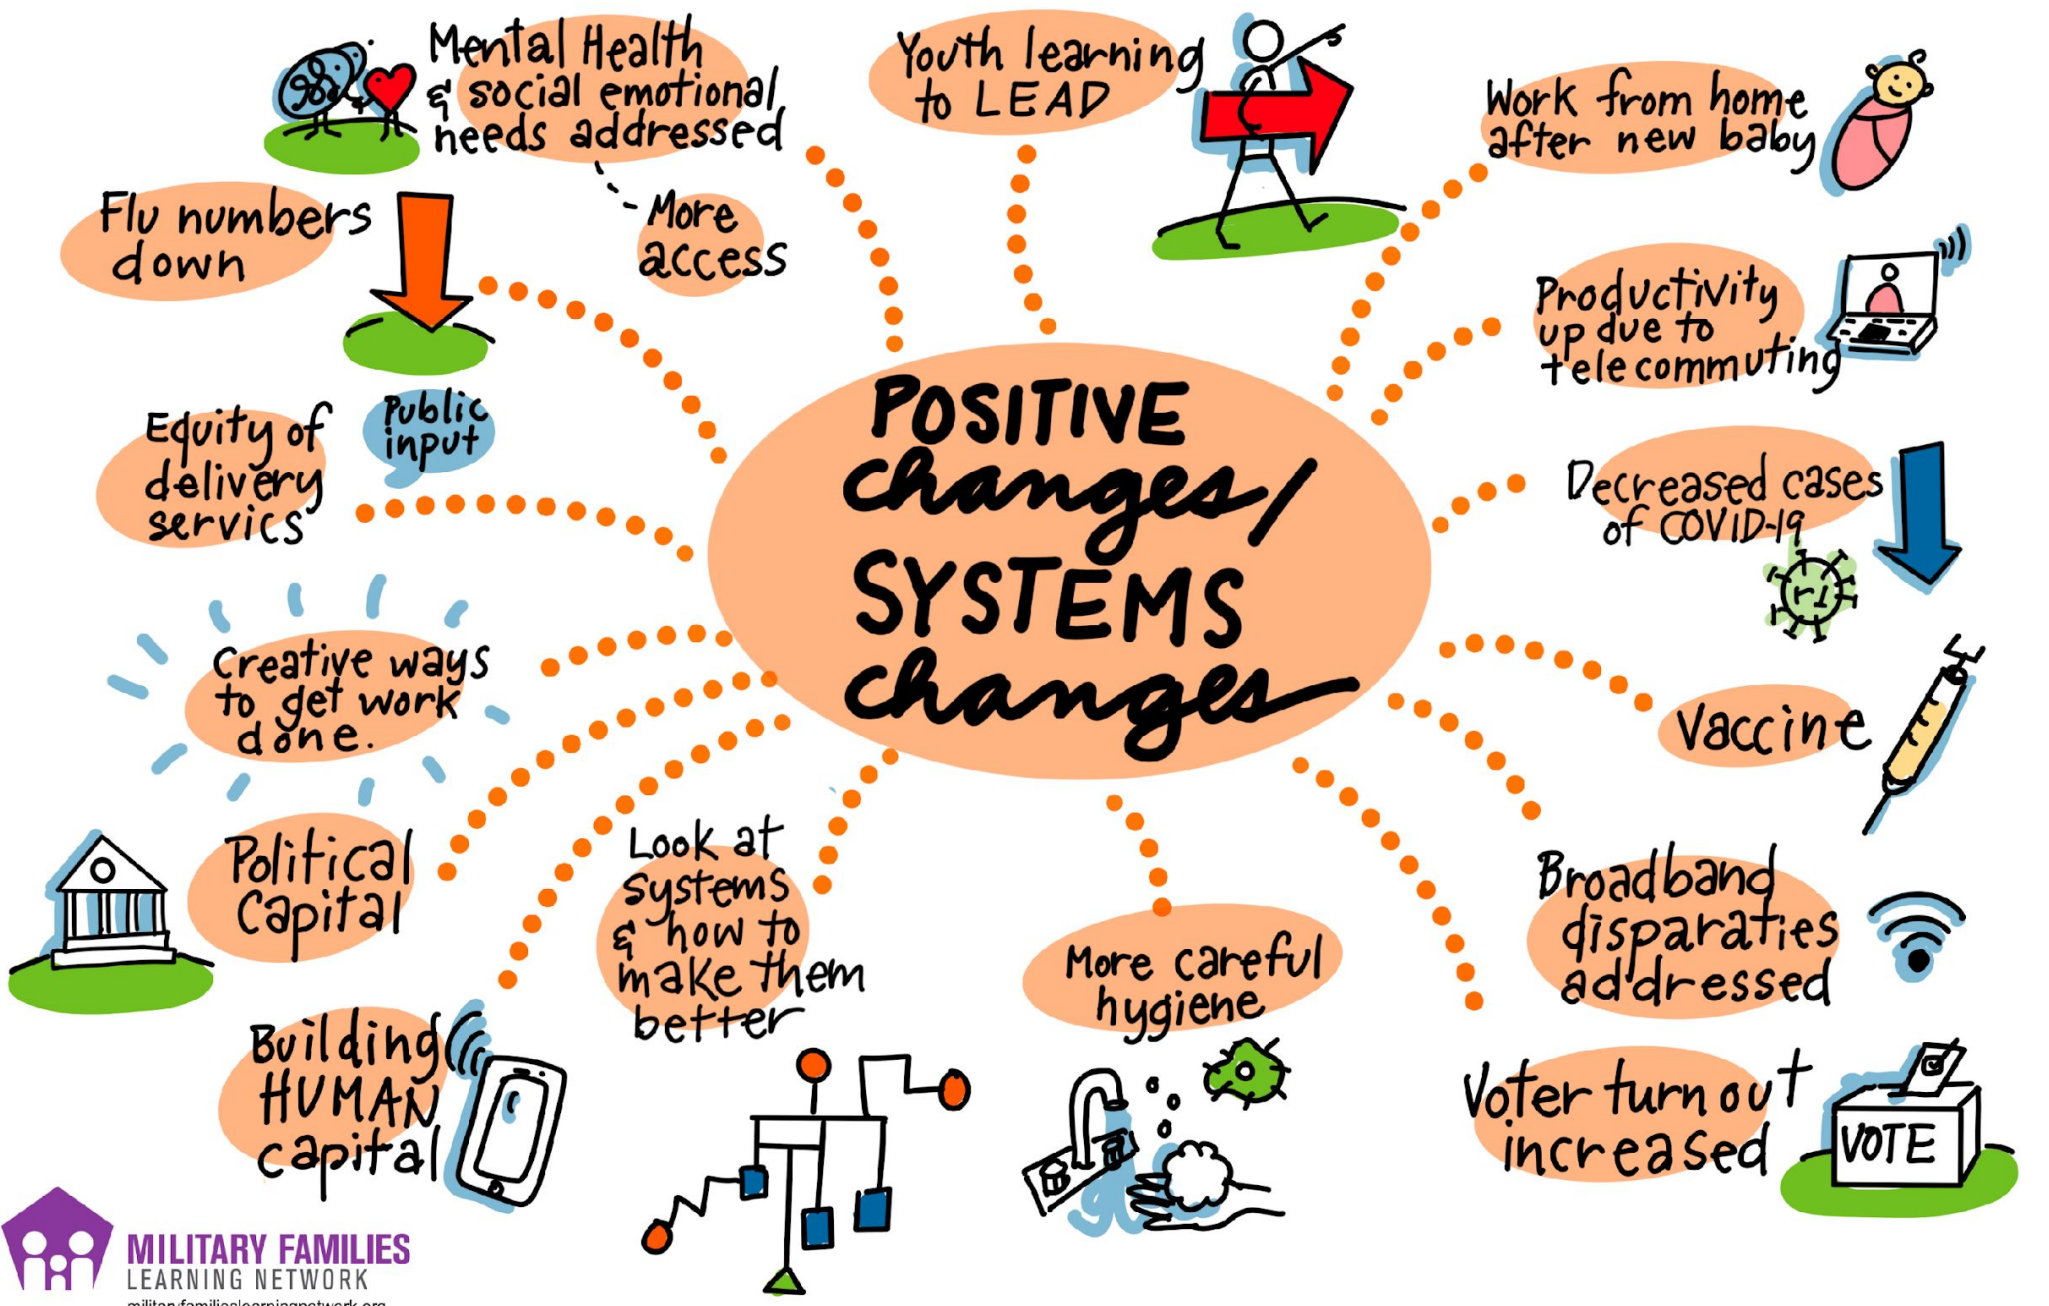 Mental Health
& social emotional
needs addressed
More
access
Youth learning
to LEAD
Work from home
after new baby
Productivity
up due to
telecommuting
Decreased cases
of COVID-19
Vaccine
Broadband
disparaties
addressed
Voter turn out
increased
VOTE
More careful
hygiene
Look at
systems
& how to
make them
better
Building
HUMAN
capital
Political
Capital
Creative ways
to get work
done.
Equity of
delivery
servics
Public
input
Flu numbers
down
POSITIVE
changes/
SYSTEMS
changes
MILITARY FAMILIES
LEARNING NETWORK
militaryfamilieslearningnetwork.org